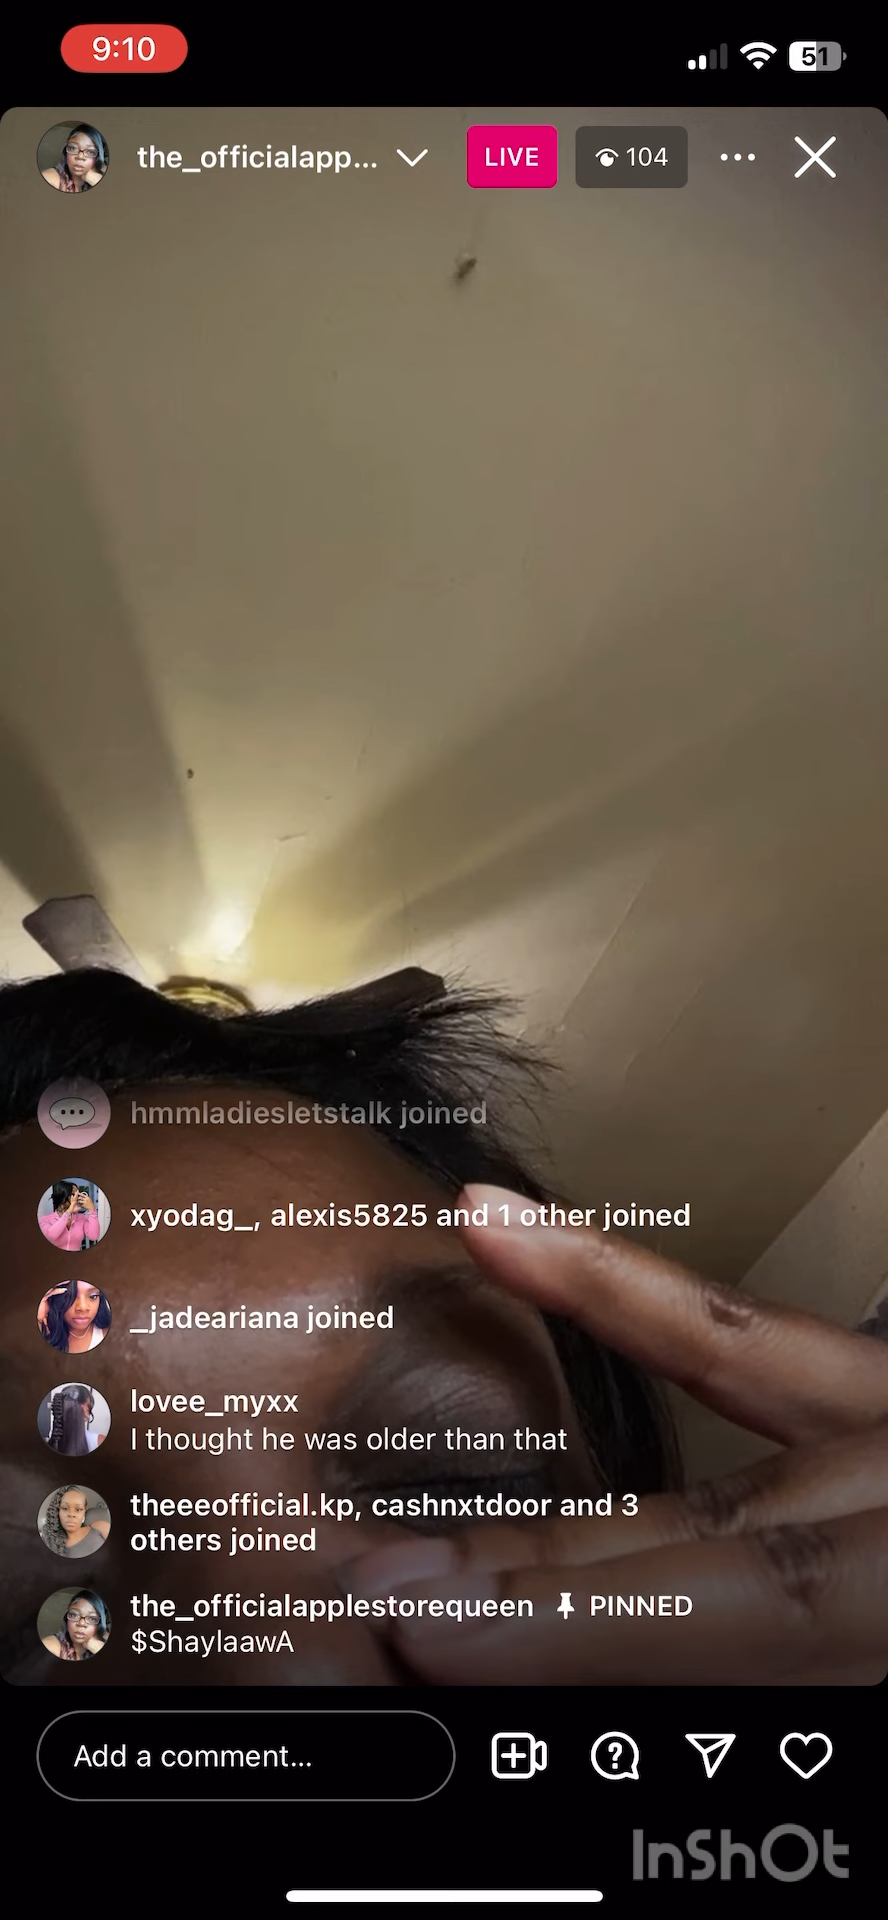 9:10
51
the_officialapp...
LIVE
104
hmmladiesletstalk joined
xyodag_, alexis5825 and 1 other joined
_jadeariana joined
lovee_myxx
I thought he was older than that
theeeofficial.kp, cashnxtdoor and 3
others joined
the_officialapplestorequeen PINNED
$ShaylaawA
Add a comment...
InShOt